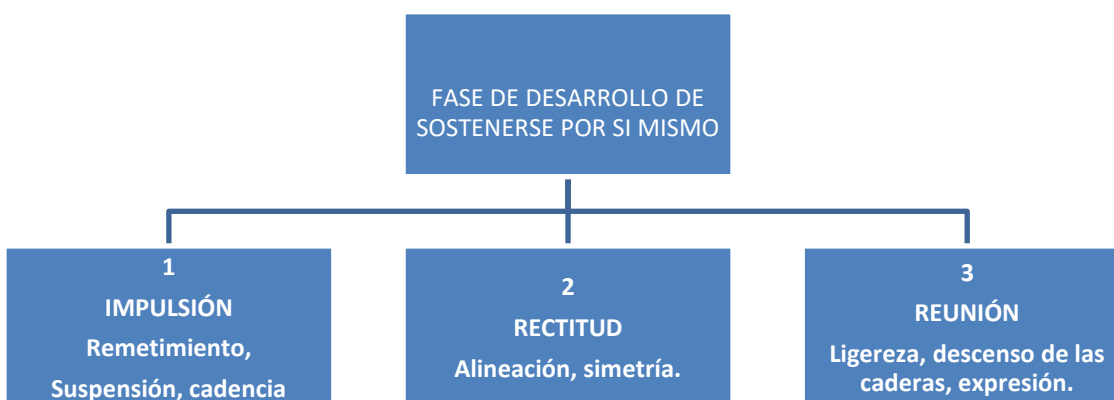 FASE DE DESARROLLO DE
SOSTENERSE POR SI MISMO
1
IMPULSIÓN
Remetimiento,
Suspensión, cadencia
2
RECTITUD
Alineación, simetría.
3
REUNIÓN
Ligereza, descenso de las
caderas, expresión.